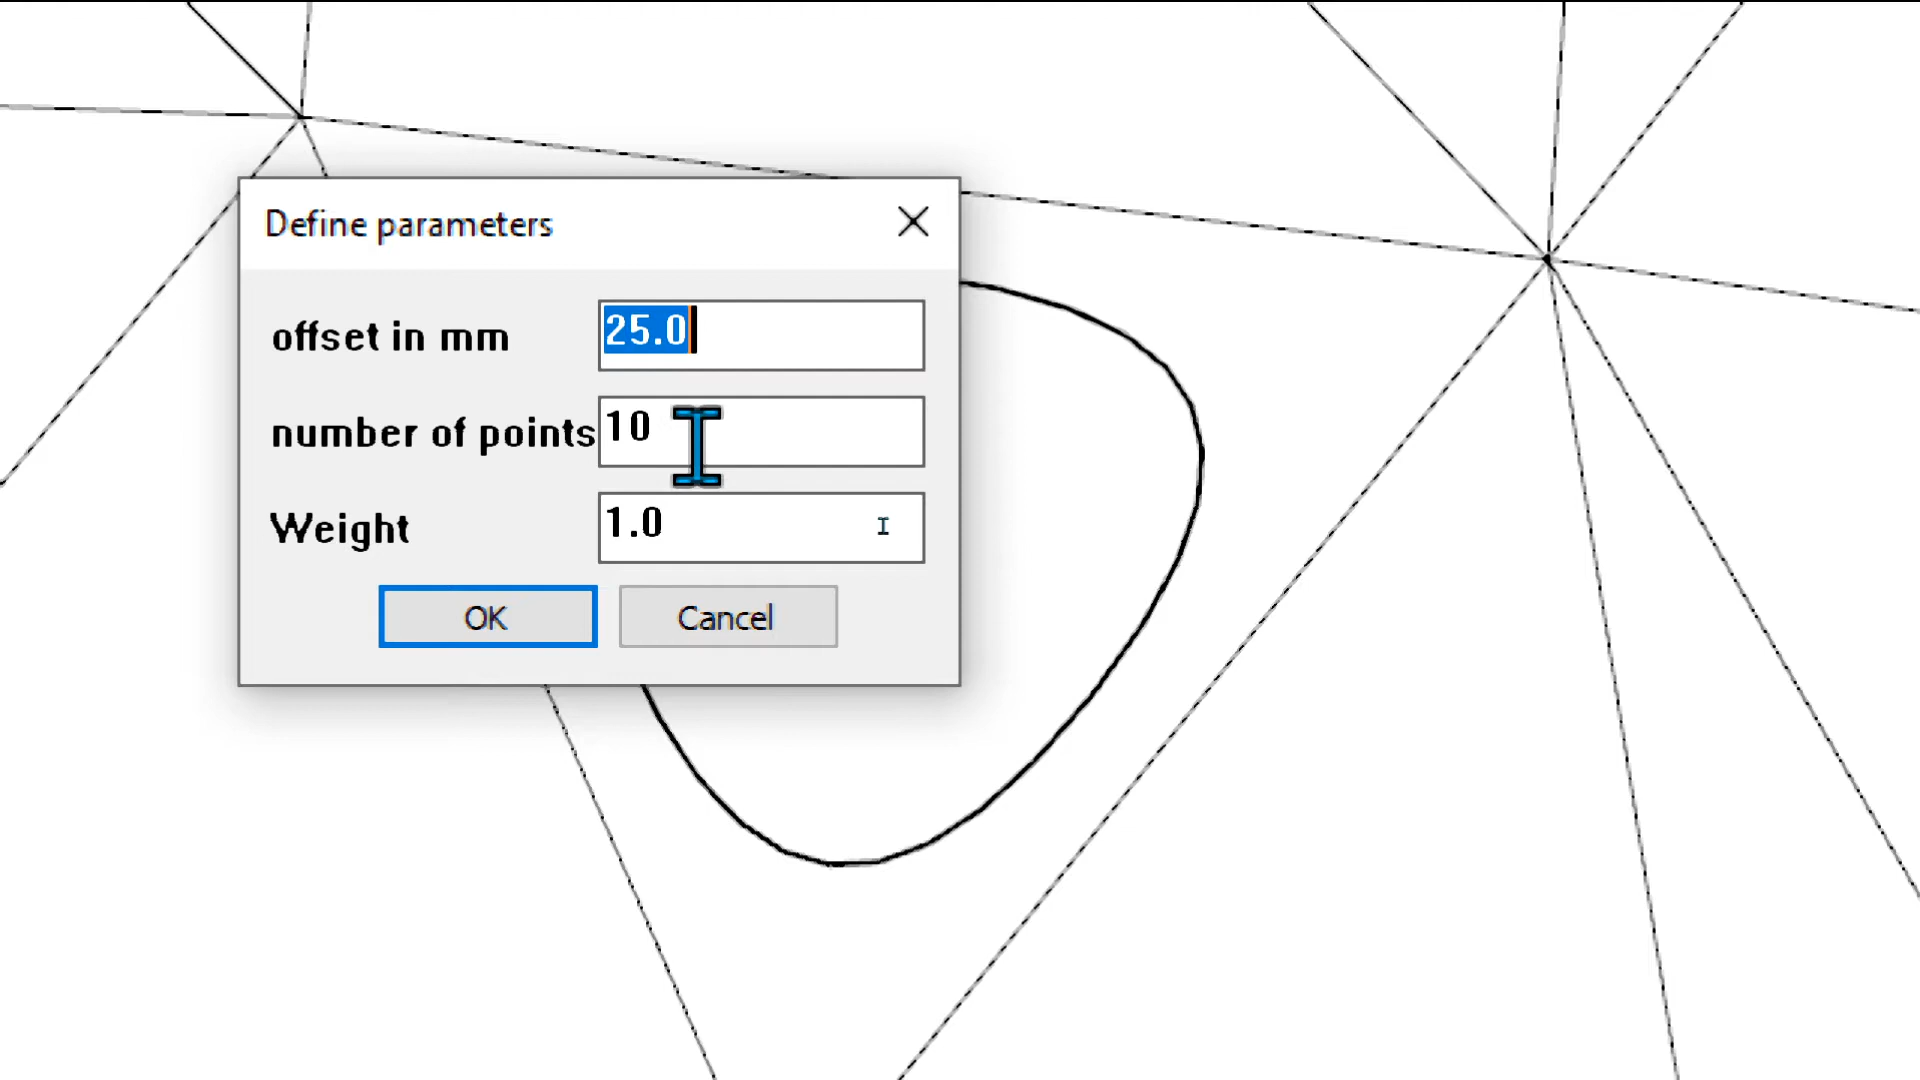 Define parameters
offset in mm 25.0
number of points 10
Weight 1.0
OK Cancel